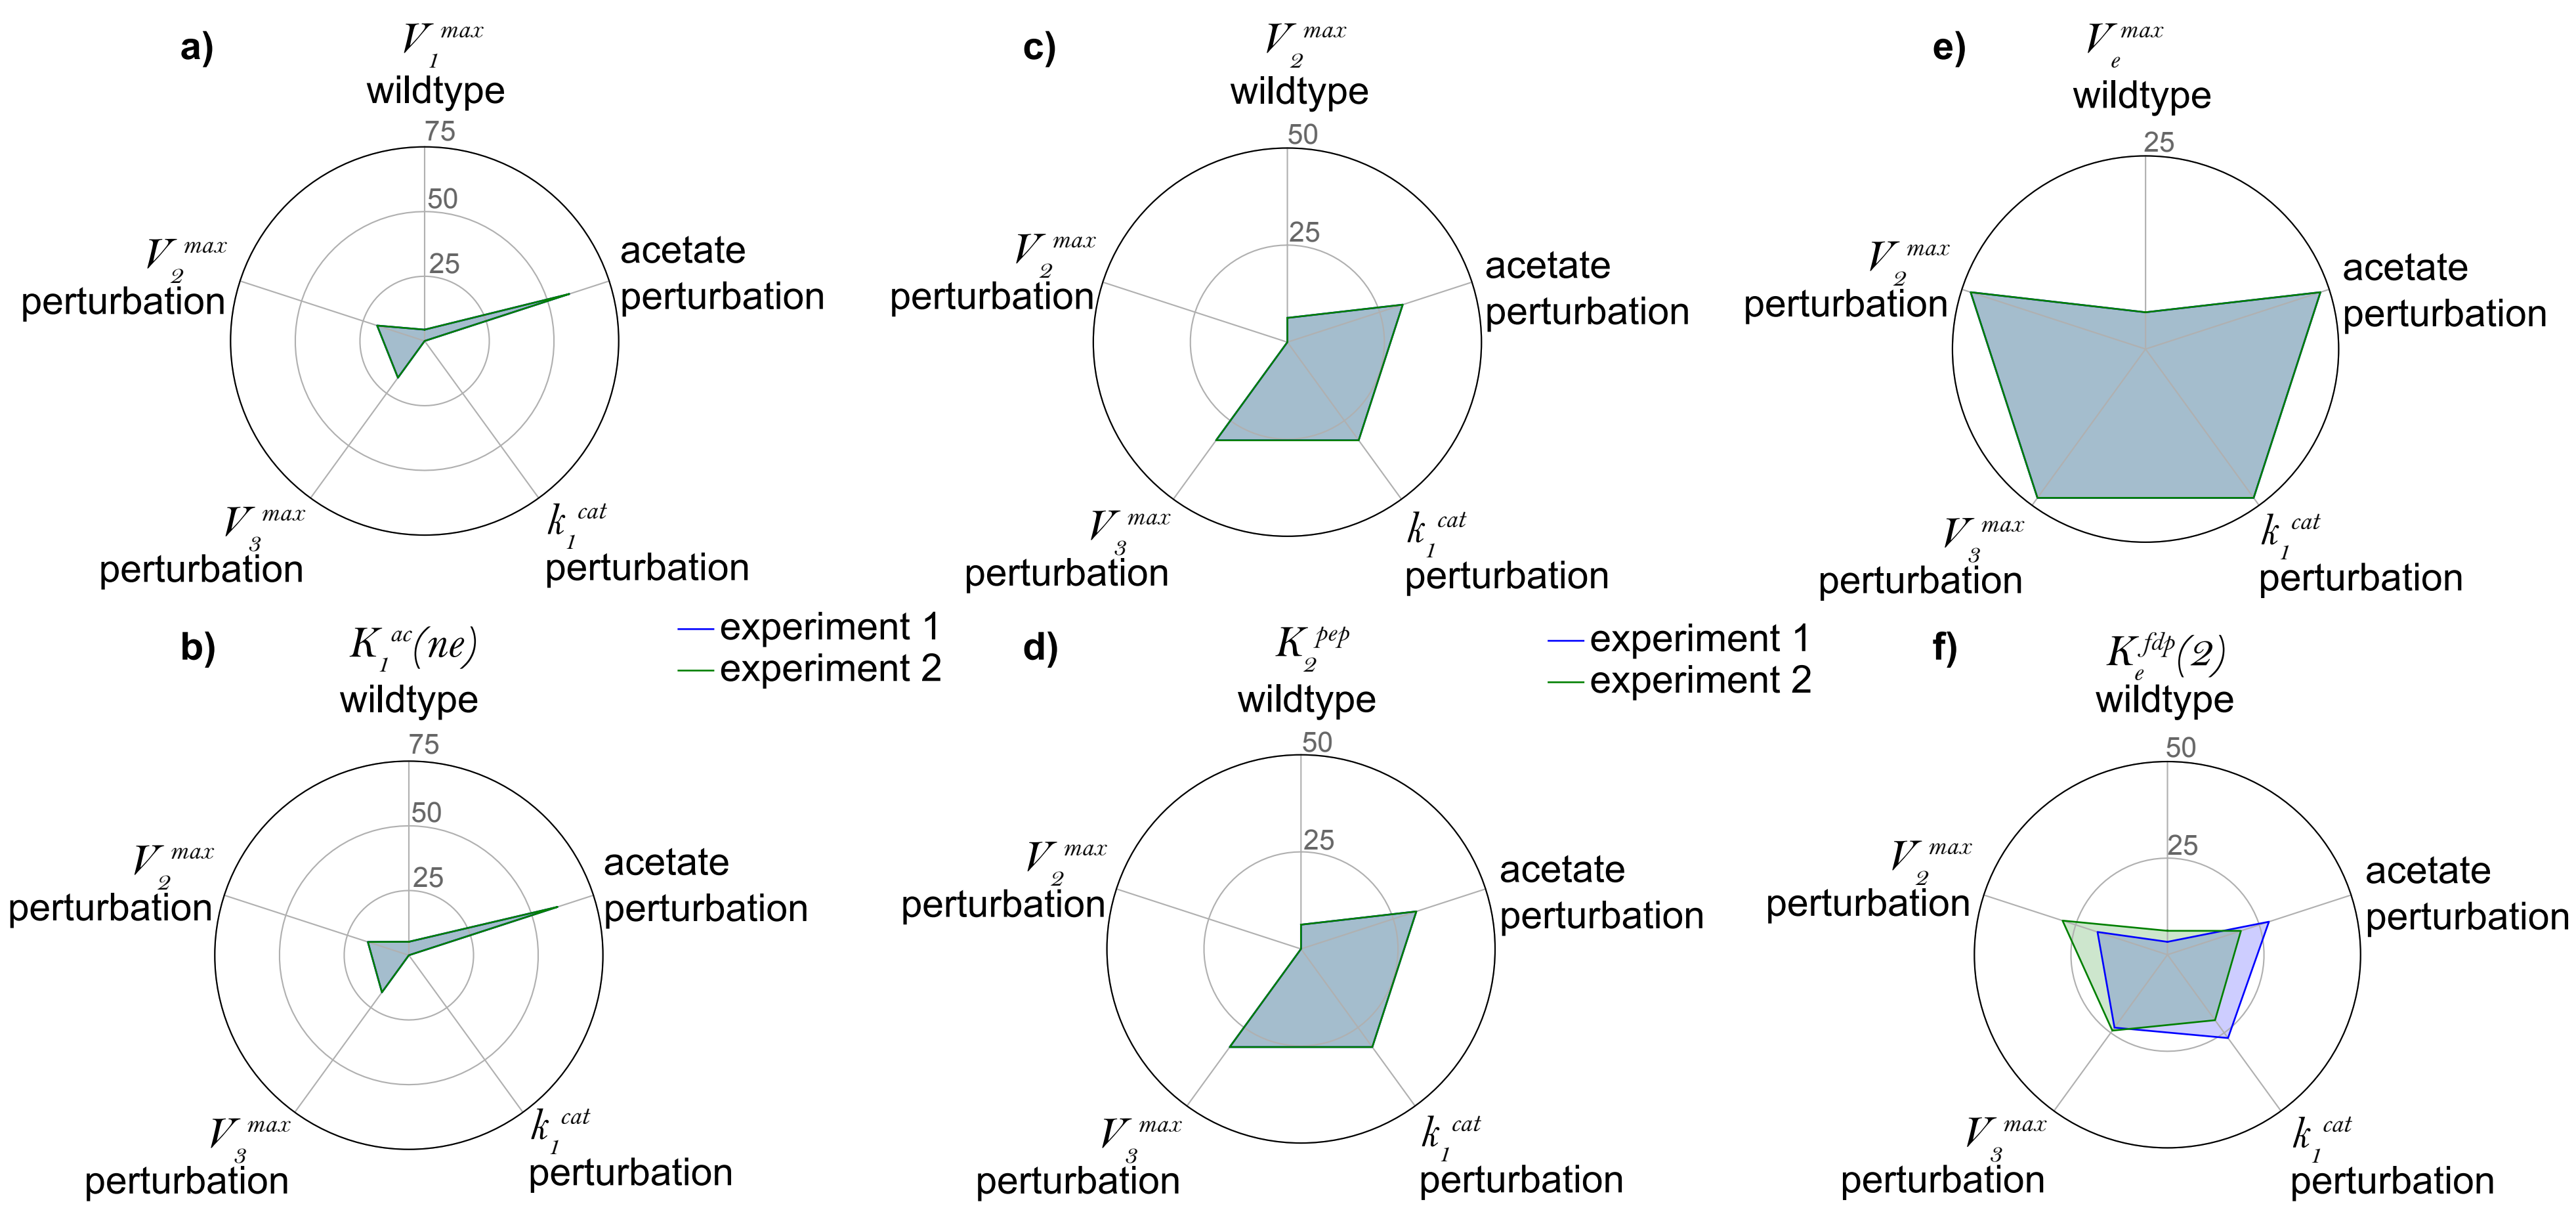 a)
V₁ᵐᵃˣ
wildtype
75
50
25
acetate
perturbation
k₁ᶜᵃᵗ
perturbation
V₃ᵐᵃˣ
perturbation
V₂ᵐᵃˣ
perturbation
c)
V₂ᵐᵃˣ
wildtype
50
25
acetate
perturbation
k₁ᶜᵃᵗ
perturbation
V₃ᵐᵃˣ
perturbation
V₂ᵐᵃˣ
perturbation
e)
Vₑᵐᵃˣ
wildtype
25
acetate
perturbation
k₁ᶜᵃᵗ
perturbation
V₃ᵐᵃˣ
perturbation
V₂ᵐᵃˣ
perturbation
b)
K₁ᵃᶜ(ne)
wildtype
75
50
25
acetate
perturbation
k₁ᶜᵃᵗ
perturbation
V₃ᵐᵃˣ
perturbation
V₂ᵐᵃˣ
perturbation
experiment 1
experiment 2
d)
K₂ᵖᵉᵖ
wildtype
50
25
acetate
perturbation
k₁ᶜᵃᵗ
perturbation
V₃ᵐᵃˣ
perturbation
V₂ᵐᵃˣ
perturbation
experiment 1
experiment 2
f)
Kₑᶠᵈᵖ(2)
wildtype
50
25
acetate
perturbation
k₁ᶜᵃᵗ
perturbation
V₃ᵐᵃˣ
perturbation
V₂ᵐᵃˣ
perturbation